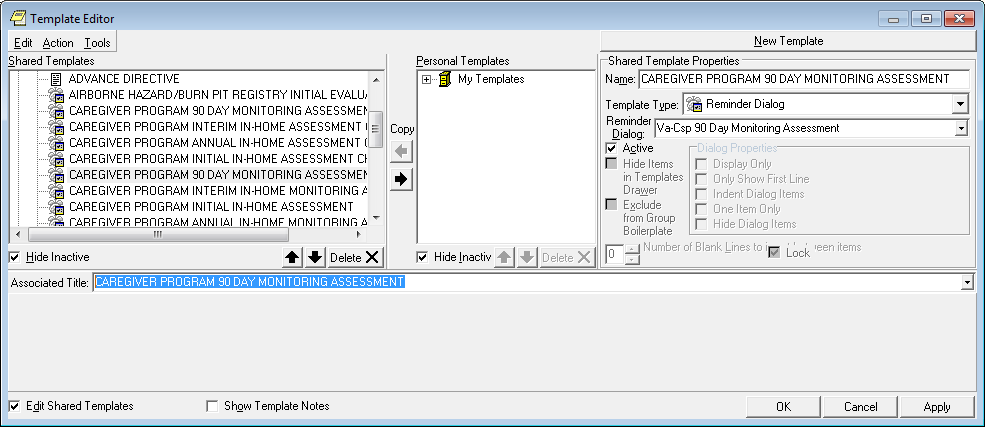 Template Editor
Edit Action Tools
New Template
Shared Templates
ADVANCE DIRECTIVE
AIRBORNE HAZARD/BURN PIT REGISTRY INITIAL EVALUA
CAREGIVER PROGRAM 90 DAY MONITORING ASSESSMEN
CAREGIVER PROGRAM INTERIM IN-HOME ASSESSMENT C
CAREGIVER PROGRAM ANNUAL IN-HOME ASSESSMENT C
CAREGIVER PROGRAM INITIAL IN-HOME ASSESSMENT CH
CAREGIVER PROGRAM 90 DAY MONITORING ASSESSMEN
CAREGIVER PROGRAM INTERIM IN-HOME MONITORING A
CAREGIVER PROGRAM INITIAL IN-HOME ASSESSMENT
CAREGIVER PROGRAM ANNUAL IN-HOME MONITORING A
Hide Inactive
Delete
Copy
Personal Templates
My Templates
Hide Inactiv
Delete
Shared Template Properties
Name: CAREGIVER PROGRAM 90 DAY MONITORING ASSESSMENT
Template Type: Reminder Dialog
Reminder
Dialog: Va-Csp 90 Day Monitoring Assessment
Active
Hide Items
in Templates
Drawer
Exclude
from Group
Boilerplate
Dialog Properties
Display Only
Only Show First Line
Indent Dialog Items
One Item Only
Hide Dialog Items
0 Number of Blank Lines to ween items
Lock
Associated Title: CAREGIVER PROGRAM 90 DAY MONITORING ASSESSMENT
Edit Shared Templates
Show Template Notes
OK
Cancel
Apply